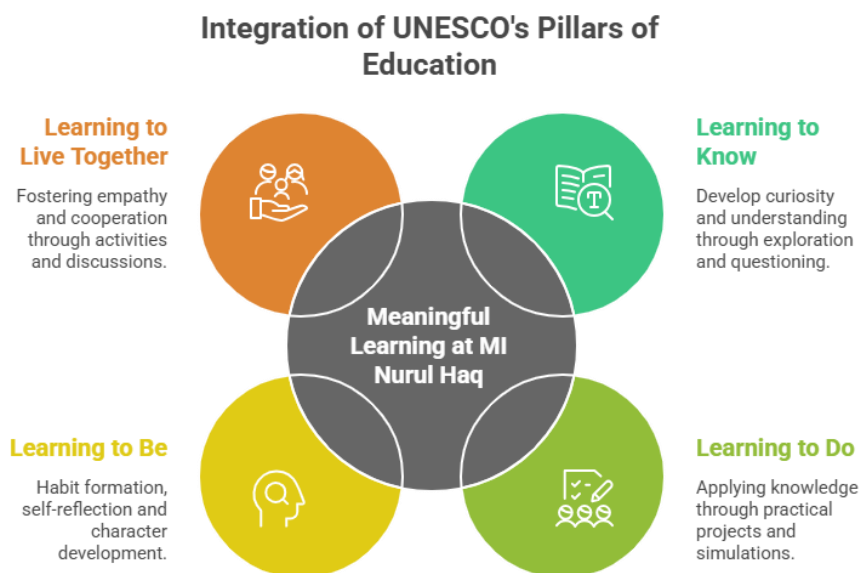 Integration of UNESCO's Pillars of
Education
Learning to
Live Together
Fostering empathy
and cooperation
through activities
and discussions.
Learning to
Know
Develop curiosity
and understanding
through exploration
and questioning.
T
Meaningful
Learning at MI
Nurul Haq
Learning to Be
Habit formation,
self-reflection and
character
development.
Learning to Do
Applying knowledge
through practical
projects and
simulations.